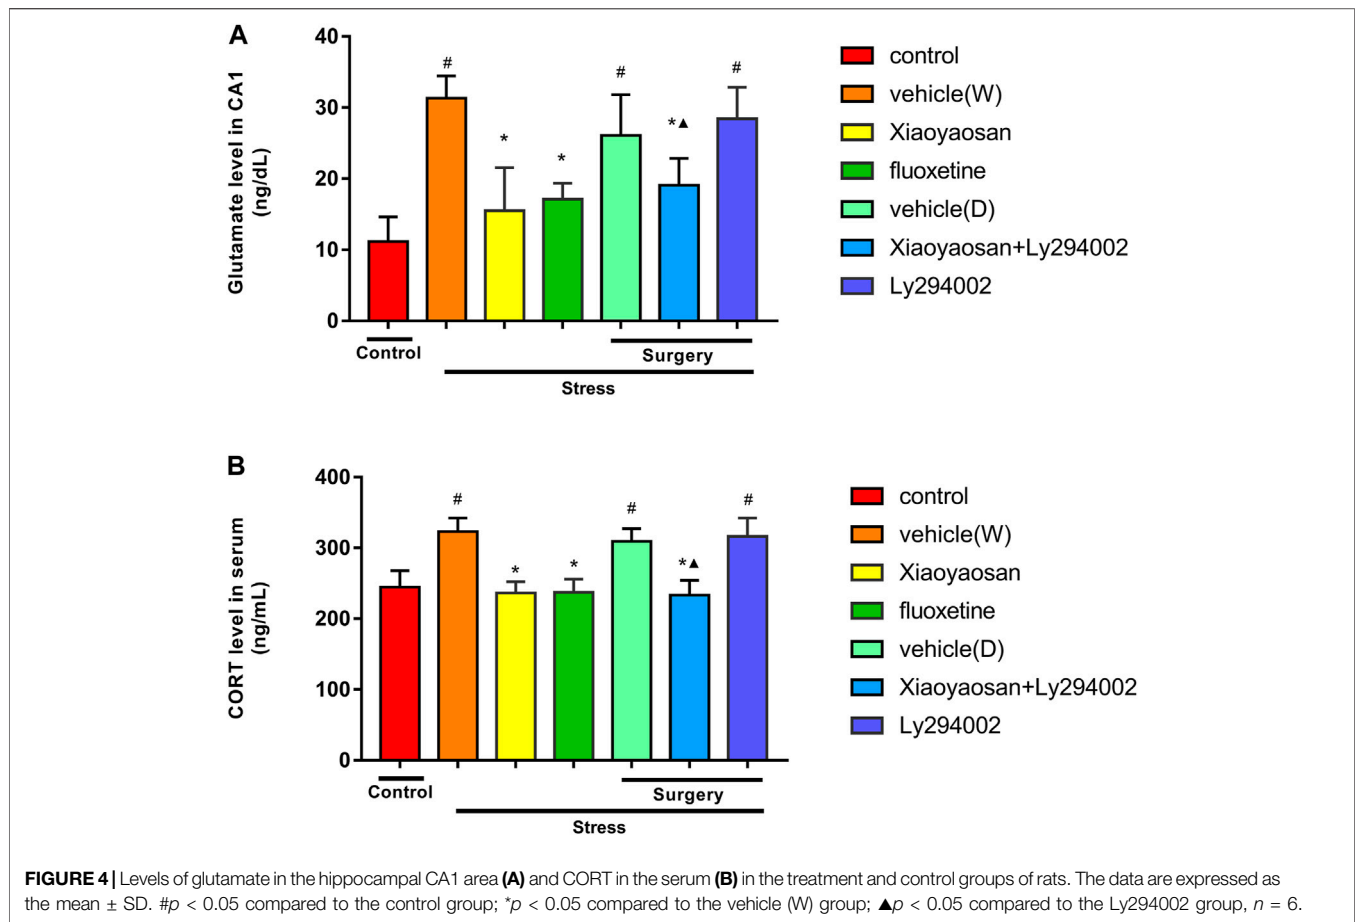 A
Glutamate level in CA1
(ng/dL)
40
30
20
10
0
#
*
*
#
*▲
#
Control
Surgery
Stress
control
vehicle(W)
Xiaoyaosan
fluoxetine
vehicle(D)
Xiaoyaosan+Ly294002
Ly294002
B
CORT level in serum
(ng/mL)
400
300
200
100
0
#
*
*
#
*▲
#
Control
Surgery
Stress
control
vehicle(W)
Xiaoyaosan
fluoxetine
vehicle(D)
Xiaoyaosan+Ly294002
Ly294002
FIGURE 4 | Levels of glutamate in the hippocampal CA1 area (A) and CORT in the serum (B) in the treatment and control groups of rats. The data are expressed as
the mean ± SD. #p < 0.05 compared to the control group; *p < 0.05 compared to the vehicle (W) group; ▲p < 0.05 compared to the Ly294002 group, n = 6.